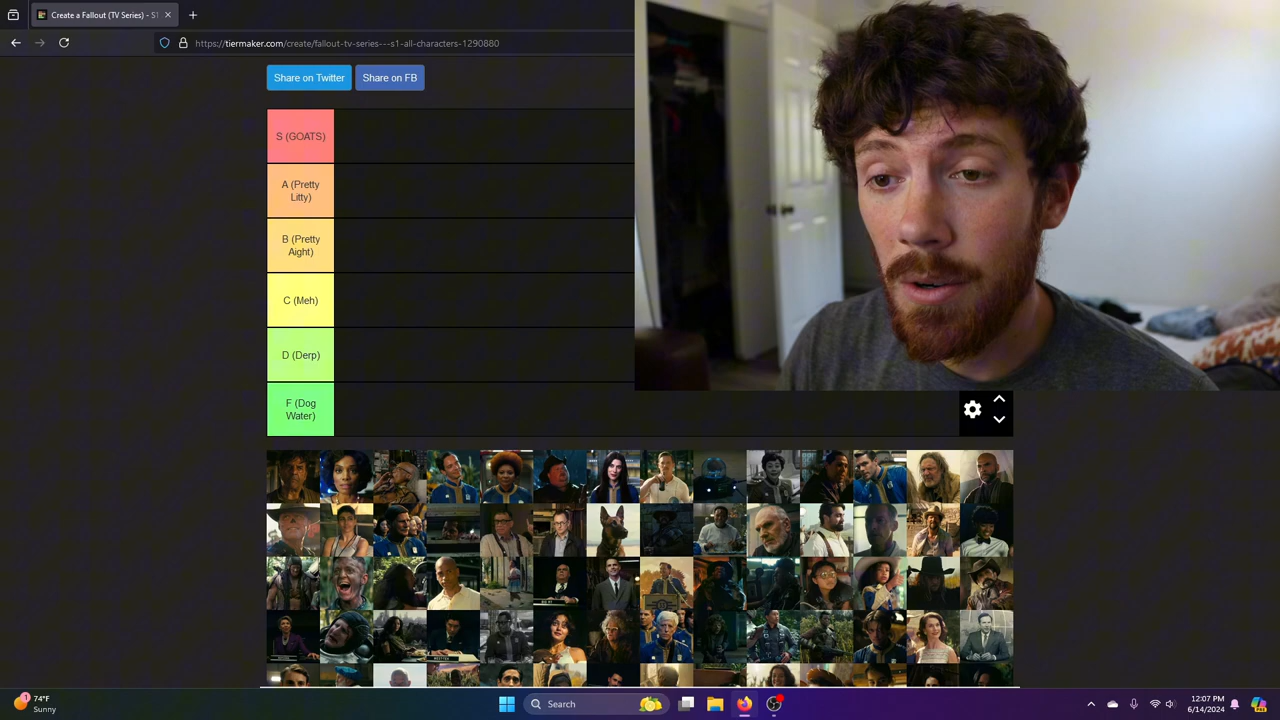 Create a Fallout (TV Series) - S1
https://tiermaker.com/create/fallout-tv-series---s1-all-characters-1290880
Share on Twitter
Share on FB
S (GOATS)
A (Pretty
Litty)
B (Pretty
Aight)
C (Meh)
D (Derp)
F (Dog
Water)
1
74°F
Sunny
Search
12:07 PM
6/14/2024